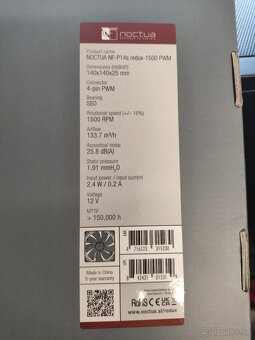 noctua
Product name
NOCTUA NF-P14s redux-1500 PWM
Dimensions (HxWxD)
140x140x25 mm
Connector
4-pin PWM
Bearing
SSO
Rotational speed (+/- 10%)
1500 RPM
Airflow
133.7 m³/h
Acoustical noise
25.8 dB(A)
Static pressure
1.91 mmH₂O
Input power / input current
2.4 W / 0.2 A
Voltage
12 V
MTTF
> 150,000 h
Made in China
6-year warranty
www.noctua.at/redux